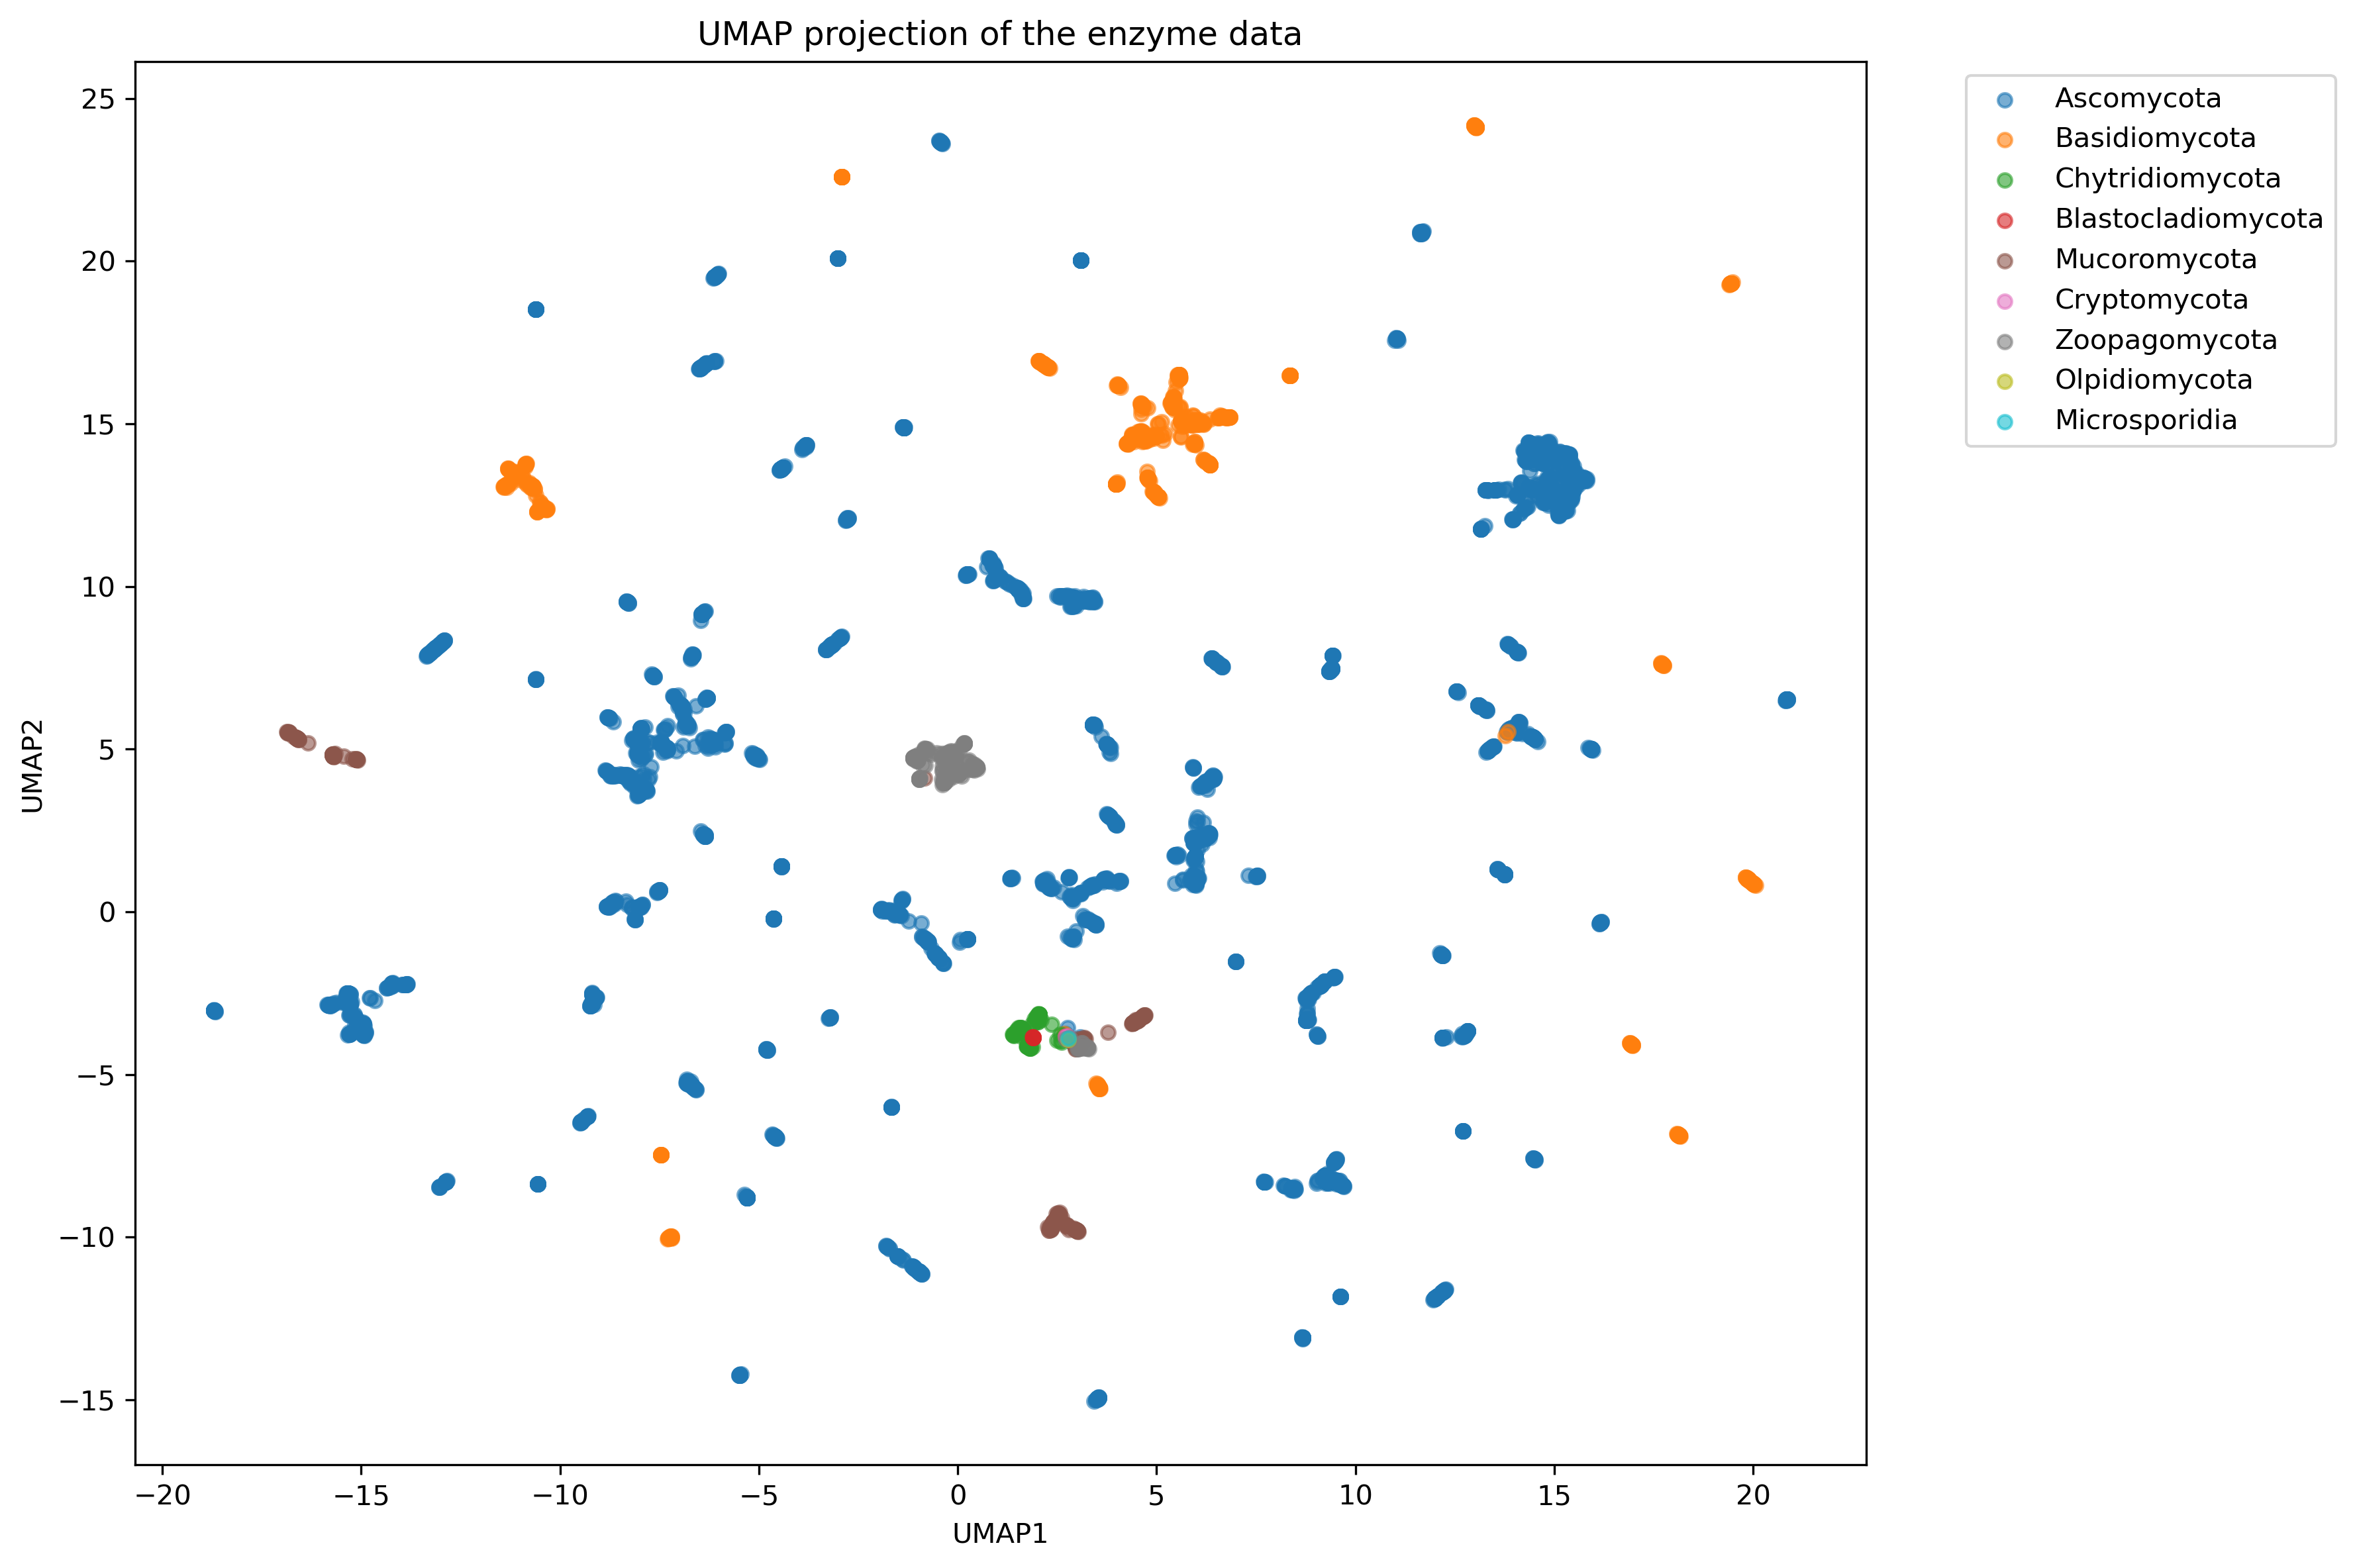 UMAP projection of the enzyme data
25
20
15
10
5
0
−5
−10
−15
UMAP2
−20 −15 −10 −5 0 5 10 15 20
UMAP1
Ascomycota
Basidiomycota
Chytridiomycota
Blastocladiomycota
Mucoromycota
Cryptomycota
Zoopagomycota
Olpidiomycota
Microsporidia